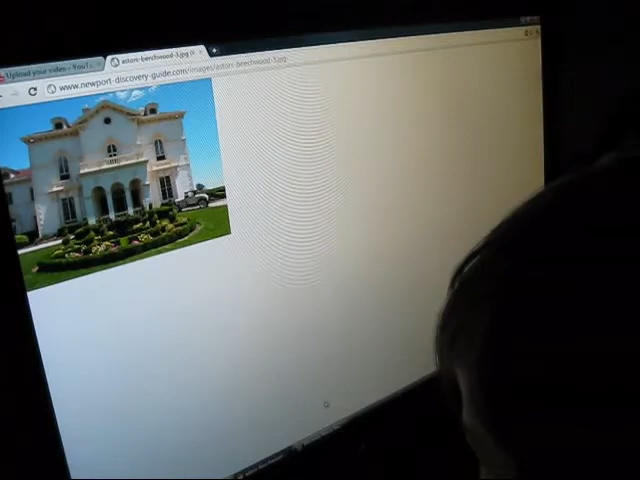 Upload your video - YouT
astors-beechwood-3.jpg
www.newport-discovery-guide.com/images/astors-beechwood-3.jpg